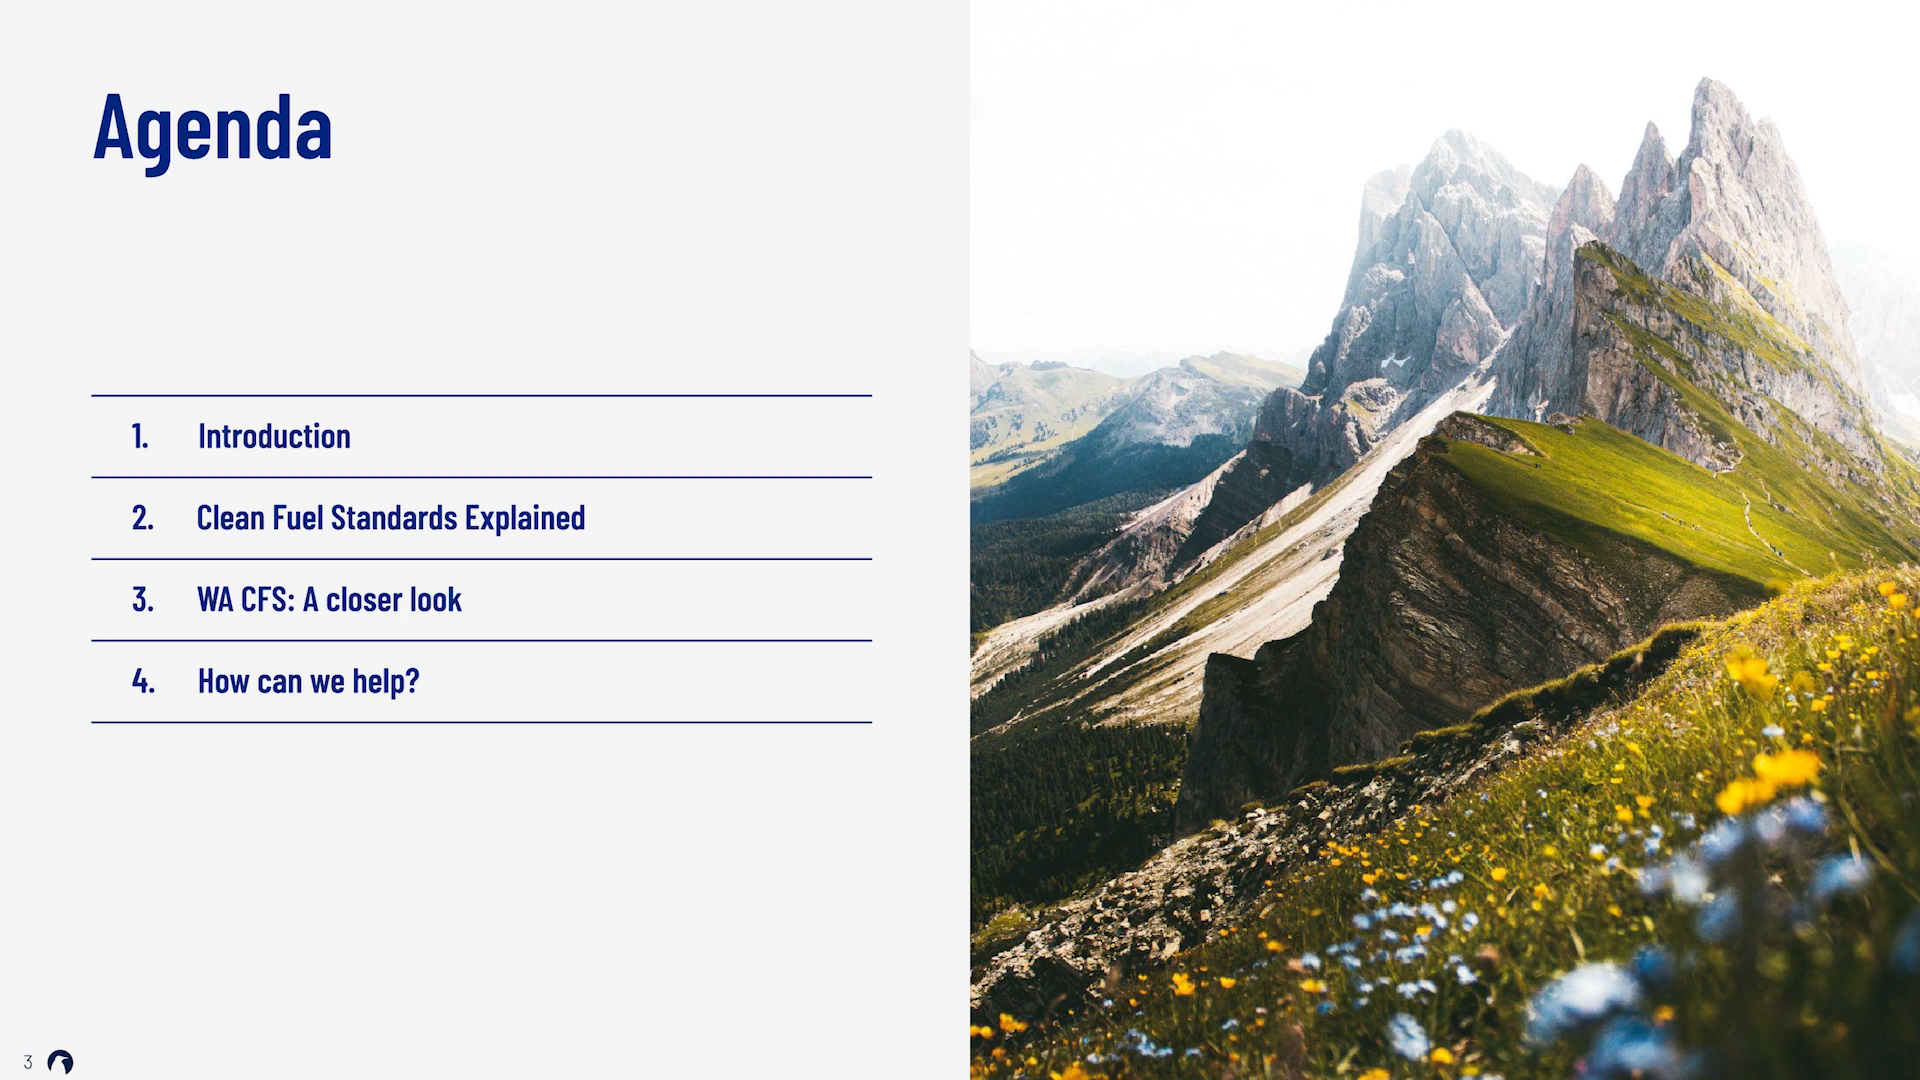 Agenda
1. Introduction
2. Clean Fuel Standards Explained
3. WA CFS: A closer look
4. How can we help?
3